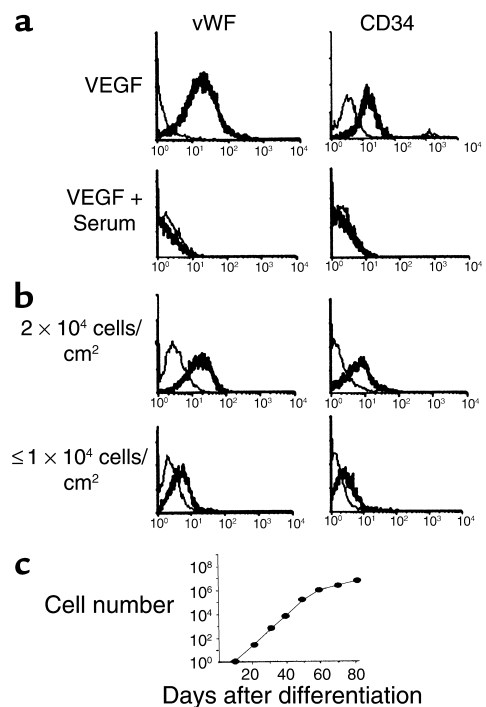 a
vWF CD34
VEGF
10⁰ 10¹ 10² 10³ 10⁴ 10⁰ 10¹ 10² 10³ 10⁴
VEGF +
Serum
10⁰ 10¹ 10² 10³ 10⁴ 10⁰ 10¹ 10² 10³ 10⁴
b
2 × 10⁴ cells/
cm²
10⁰ 10¹ 10² 10³ 10⁴ 10⁰ 10¹ 10² 10³ 10⁴
≤ 1 × 10⁴ cells/
cm²
10⁰ 10¹ 10² 10³ 10⁴ 10⁰ 10¹ 10² 10³ 10⁴
c
Cell number
10⁸
10⁶
10⁴
10²
10⁰
20 40 60 80
Days after differentiation